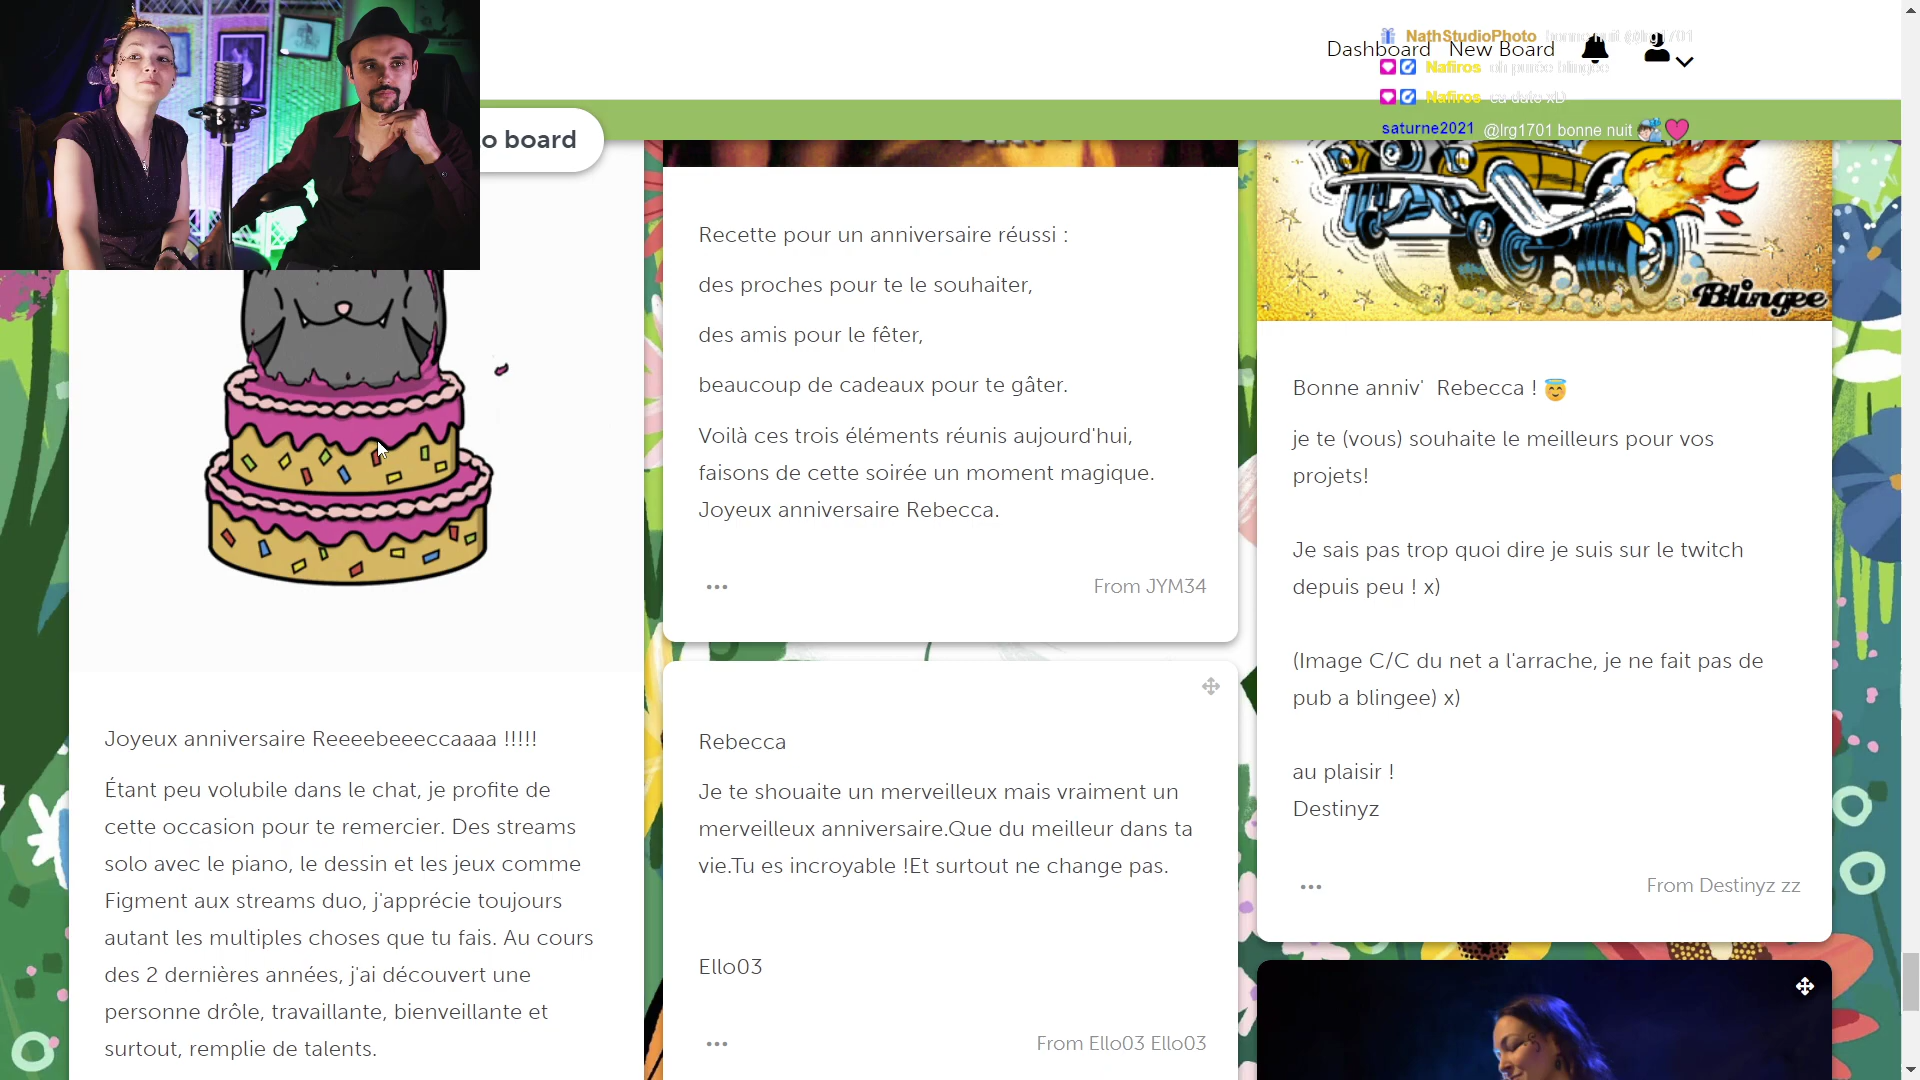 Dashboard
New Board
NathStudioPhoto bonne nuit @lrg1701
Nafiros oh purée blingee
Nafiros ca date xD
saturne2021 @lrg1701 bonne nuit
o board
Blingee
Recette pour un anniversaire réussi :
des proches pour te le souhaiter,
des amis pour le fêter,
beaucoup de cadeaux pour te gâter.
Voilà ces trois éléments réunis aujourd'hui,
faisons de cette soirée un moment magique.
Joyeux anniversaire Rebecca.
From JYM34
Bonne anniv' Rebecca ! 😇
je te (vous) souhaite le meilleurs pour vos
projets!
Je sais pas trop quoi dire je suis sur le twitch
depuis peu ! x)
(Image C/C du net a l'arrache, je ne fait pas de
pub a blingee) x)
au plaisir !
Destinyz
From Destinyz zz
Joyeux anniversaire Reeeebeeeccaaaa !!!!!
Étant peu volubile dans le chat, je profite de
cette occasion pour te remercier. Des streams
solo avec le piano, le dessin et les jeux comme
Figment aux streams duo, j'apprécie toujours
autant les multiples choses que tu fais. Au cours
des 2 dernières années, j'ai découvert une
personne drôle, travaillante, bienveillante et
surtout, remplie de talents.
Rebecca
Je te shouaite un merveilleux mais vraiment un
merveilleux anniversaire.Que du meilleur dans ta
vie.Tu es incroyable !Et surtout ne change pas.
Ello03
From Ello03 Ello03